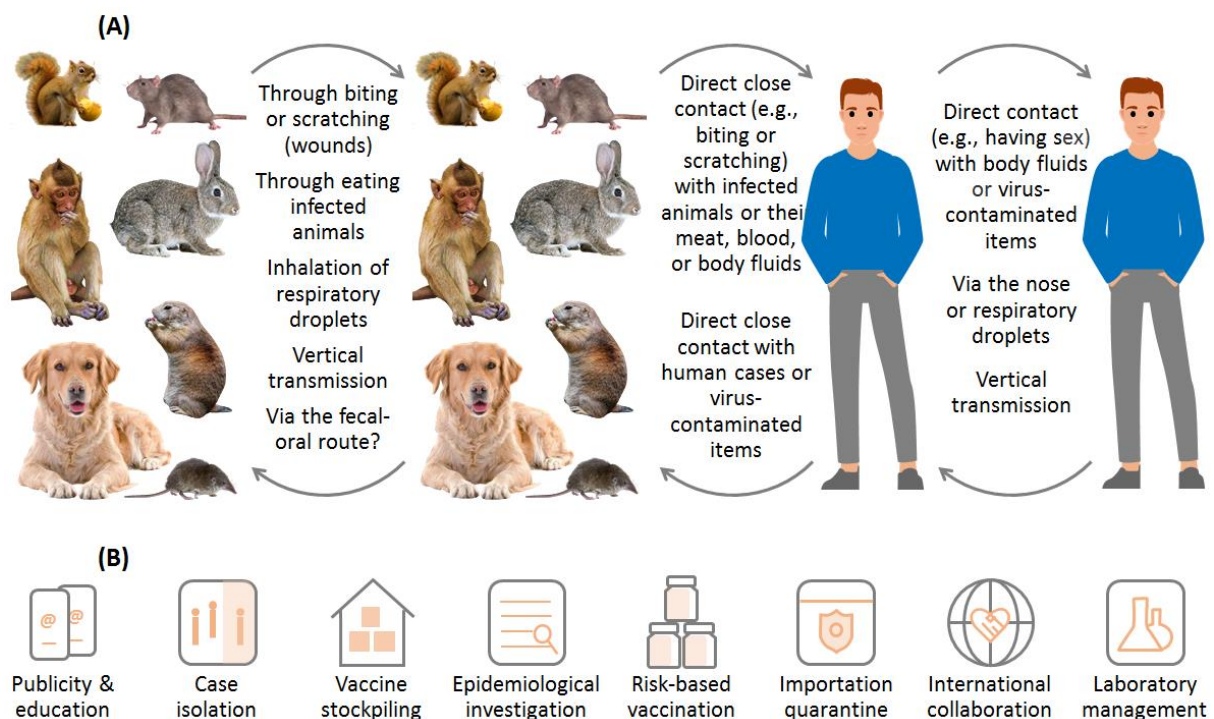 (A)
Through biting
or scratching
(wounds)
Through eating
infected
animals
Inhalation of
respiratory
droplets
Vertical
transmission
Via the fecal-
oral route?
Direct close
contact (e.g.,
biting or
scratching)
with infected
animals or thei
meat, blood,
or body fluids
Direct close
contact with
human cases or
virus-
contaminated
items
Direct contact
(e.g., having sex)
with body fluids
or virus-
contaminated
items
Via the nose
or respiratory
droplets
Vertical
transmission
(B)
@ @
Publicity &
education
Case
isolation
Vaccine
stockpiling
Epidemiological
investigation
Risk-based
vaccination
Importation
quarantine
International
collaboration
Laboratory
management